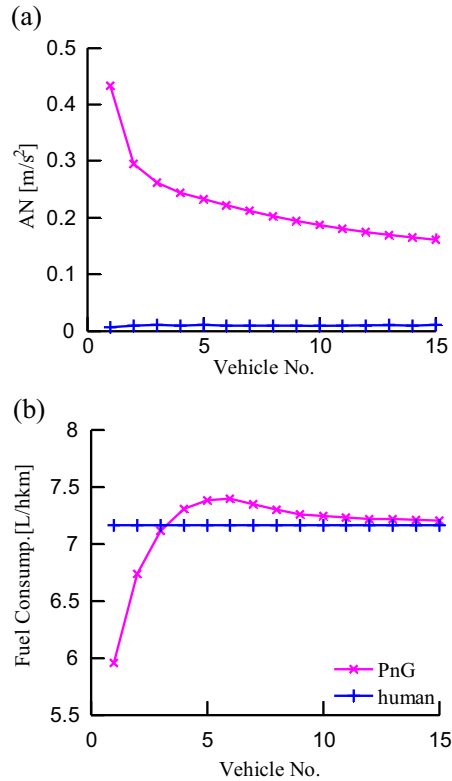 (a)
0.5
0.4
0.3
0.2
0.1
0
AN [m/s²]
0 5 10 15
Vehicle No.
(b)
8
7.5
7
6.5
6
5.5
Fuel Consump.[L/hkm]
PnG
human
0 5 10 15
Vehicle No.